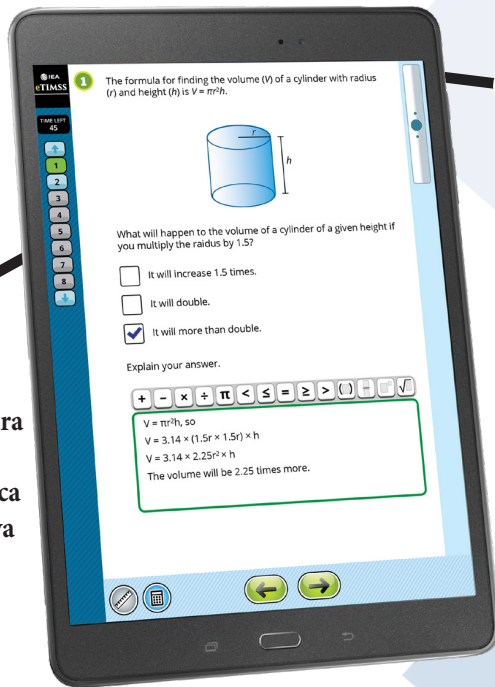 IEA
eTIMSS
TIME LEFT
45
1
2
3
4
5
6
7
8
1
The formula for finding the volume (V) of a cylinder with radius
(r) and height (h) is V = πr²h.
r
h
What will happen to the volume of a cylinder of a given height if
you multiply the raidus by 1.5?
It will increase 1.5 times.
It will double.
It will more than double.
Explain your answer.
+ − × ÷ π < ≤ = ≥ > ( ) √
V = πr²h, so
V = 3.14 × (1.5r × 1.5r) × h
V = 3.14 × 2.25r² × h
The volume will be 2.25 times more.
ra
ca
va